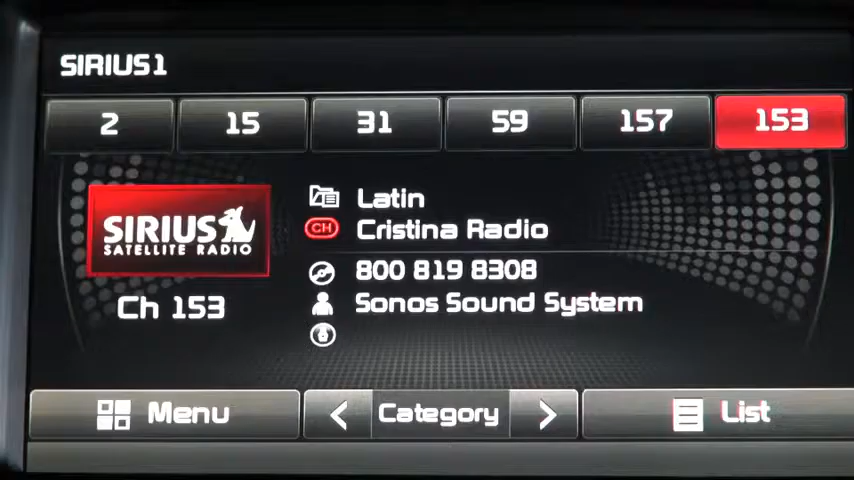 SIRIUS1
2 15 31 59 157 153
Latin
CH Cristina Radio
SIRIUS
SATELLITE RADIO
800 819 8308
Ch 153
Sonos Sound System
Menu < Category > List